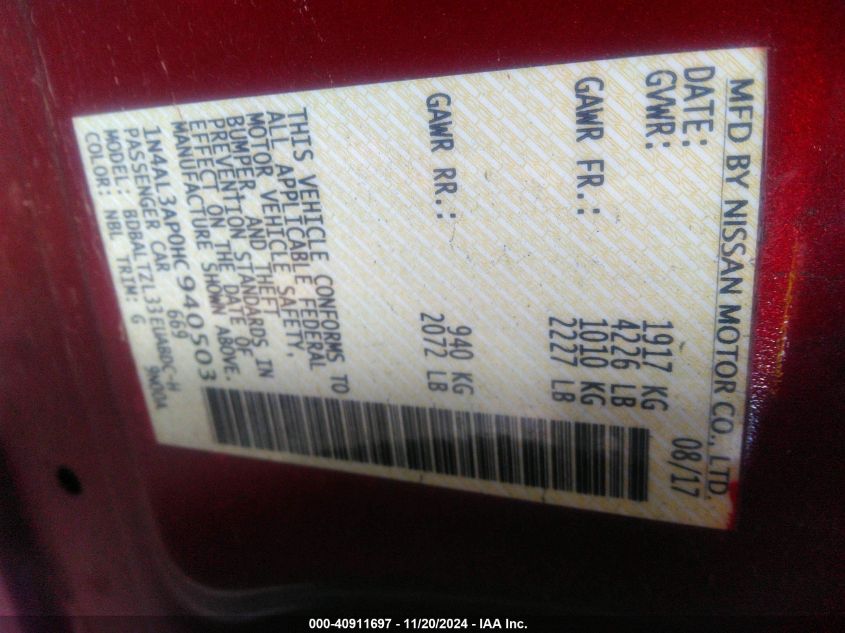 MFD BY NISSAN MOTOR CO., LTD.
DATE: 08/17
GVWR: 1917 KG
4226 LB
GAWR FR.: 1010 KG
2227 LB
GAWR RR.: 940 KG
2072 LB
THIS VEHICLE CONFORMS TO
ALL APPLICABLE FEDERAL
MOTOR VEHICLE SAFETY,
BUMPER, AND THEFT
PREVENTION STANDARDS IN
EFFECT ON THE DATE OF
MANUFACTURE SHOWN ABOVE.
1N4AL3AP0HC940503
PASSENGER CAR 669
MODEL: BDBALTZL33EUABDC-H
COLOR: NBL TRIM: G 9N00A
000-40911697 - 11/20/2024 - IAA Inc.